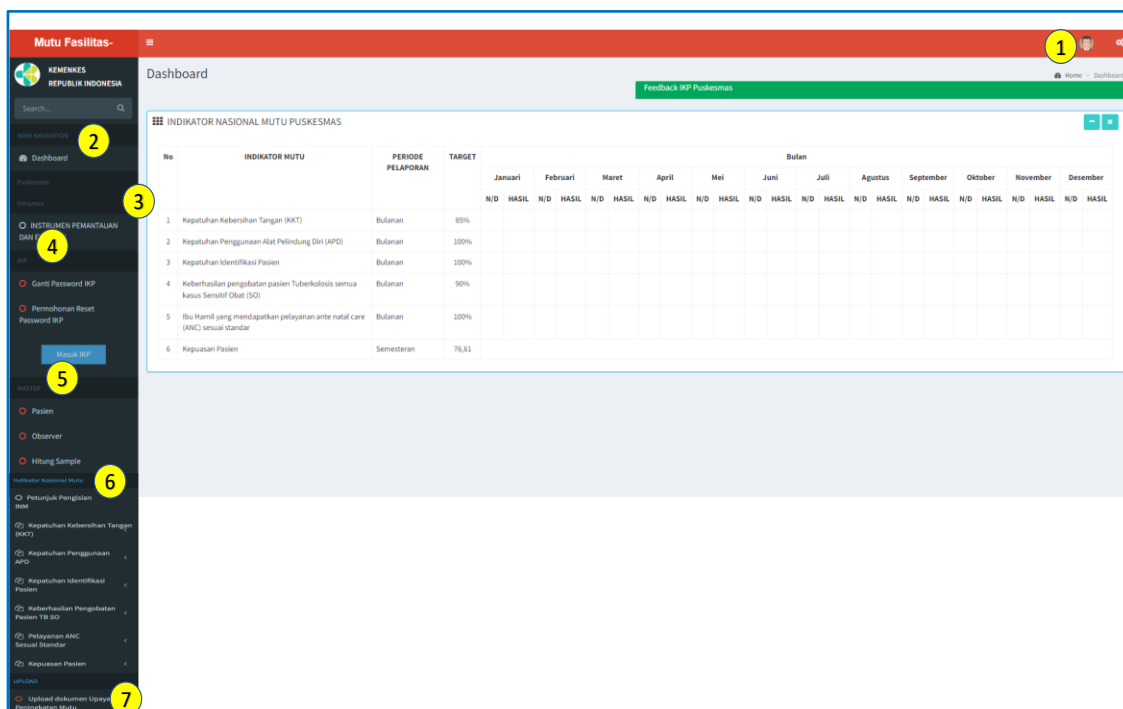 Mutu Fasilitas-
1
KEMENKES
REPUBLIK INDONESIA
Search...
MAIN NAVIGATION
2
Dashboard
Puskesmas
Instrumen
3
INSTRUMEN PEMANTAUAN
DAN
4
IKP
Ganti Password IKP
Permohonan Reset
Password IKP
Masuk IKP
5
MASTER
Pasien
Observer
Hitung Sample
Indikator Nasional Mutu
6
Petunjuk Pengisian
INM
Kepatuhan Kebersihan Tangan
(KKT)
Kepatuhan Penggunaan
APD
Kepatuhan Identifikasi
Pasien
Keberhasilan Pengobatan
Pasien TB SO
Pelayanan ANC
Sesuai Standar
Kepuasan Pasien
UPLOAD
Upload dokumen Upaya
Peningkatan Mutu
7
Dashboard
Home > Dashboard
Feedback IKP Puskesmas
INDIKATOR NASIONAL MUTU PUSKESMAS
No INDIKATOR MUTU PERIODE PELAPORAN TARGET Bulan
Januari Februari Maret April Mei Juni Juli Agustus September Oktober November Desember
N/D HASIL N/D HASIL N/D HASIL N/D HASIL N/D HASIL N/D HASIL N/D HASIL N/D HASIL N/D HASIL N/D HASIL N/D HASIL N/D HASIL
1 Kepatuhan Kebersihan Tangan (KKT) Bulanan 85%
2 Kepatuhan Penggunaan Alat Pelindung Diri (APD) Bulanan 100%
3 Kepatuhan Identifikasi Pasien Bulanan 100%
4 Keberhasilan pengobatan pasien Tuberkolosis semua Bulanan 90%
kasus Sensitif Obat (SO)
5 Ibu Hamil yang mendapatkan pelayanan ante natal care Bulanan 100%
(ANC) sesuai standar
6 Kepuasan Pasien Semesteran 76,61